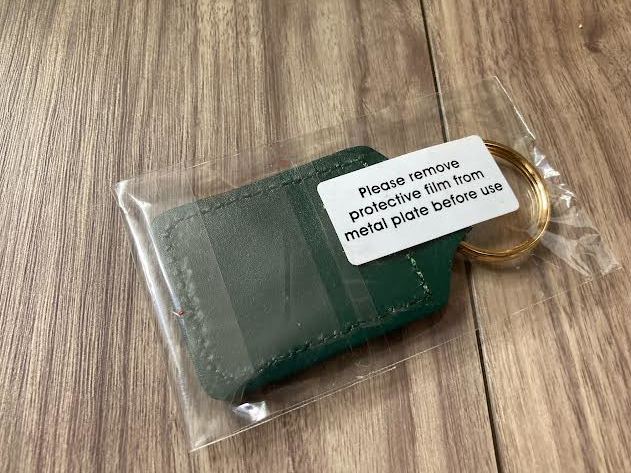 Please remove
protective film from
metal plate before use